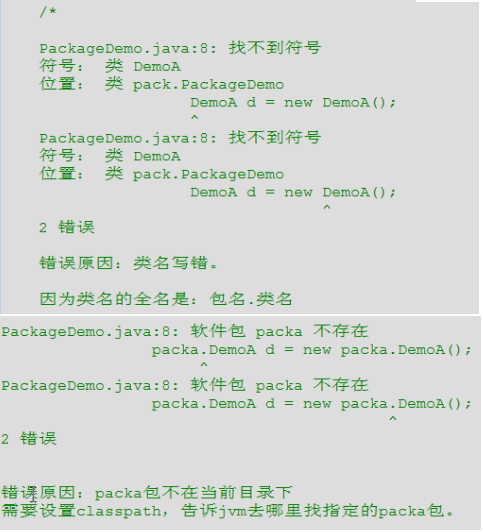 /*
PackageDemo.java:8: 找不到符号
符号： 类 DemoA
位置： 类 pack.PackageDemo
DemoA d = new DemoA();
^
PackageDemo.java:8: 找不到符号
符号： 类 DemoA
位置： 类 pack.PackageDemo
DemoA d = new DemoA();
^
2 错误
错误原因：类名写错。
因为类名的全名是：包名.类名
PackageDemo.java:8: 软件包 packa 不存在
packa.DemoA d = new packa.DemoA();
^
PackageDemo.java:8: 软件包 packa 不存在
packa.DemoA d = new packa.DemoA();
^
2 错误
错误原因：packa包不在当前目录下
需要设置classpath，告诉jvm去哪里找指定的packa包。